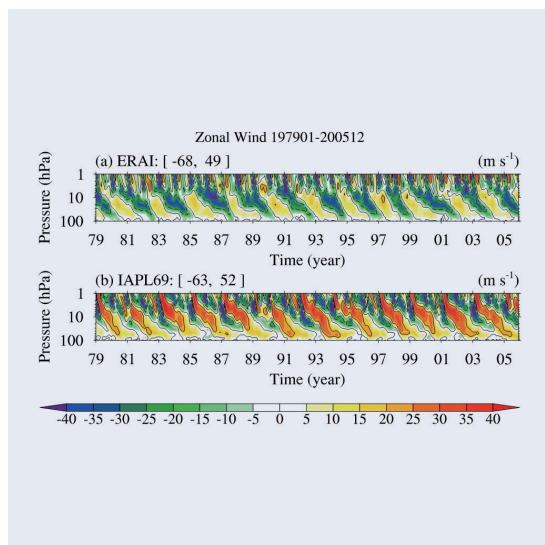 Zonal Wind 197901-200512
(a) ERAI: [ -68, 49 ] (m s-1)
Pressure (hPa)
1
10
100
79 81 83 85 87 89 91 93 95 97 99 01 03 05
Time (year)
(b) IAPL69: [ -63, 52 ] (m s-1)
Pressure (hPa)
1
10
100
79 81 83 85 87 89 91 93 95 97 99 01 03 05
Time (year)
-40 -35 -30 -25 -20 -15 -10 -5 0 5 10 15 20 25 30 35 40